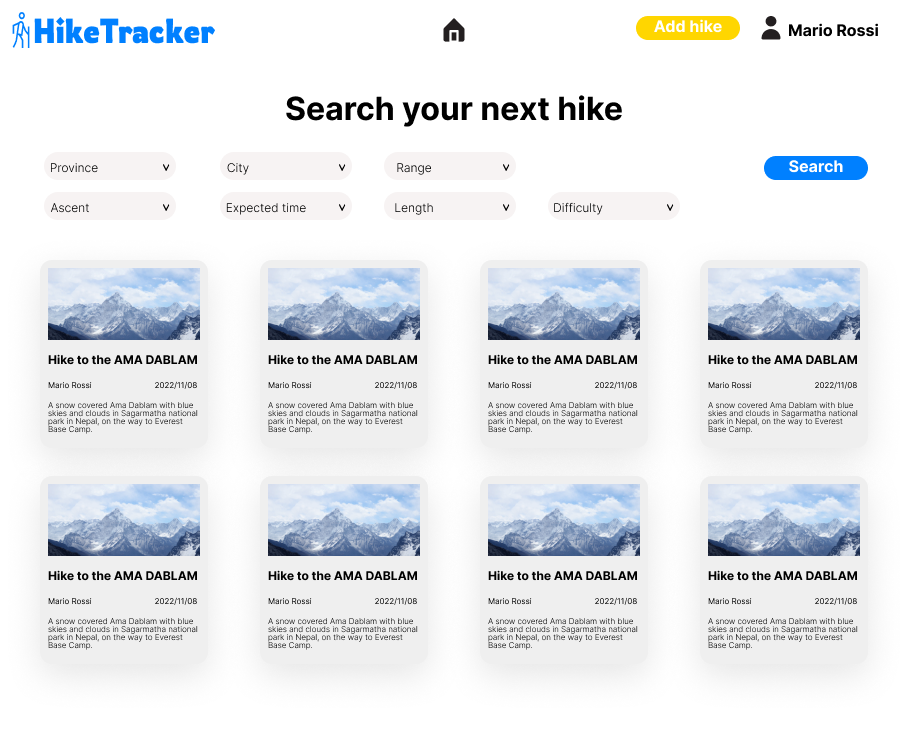 HikeTracker
Add hike
Mario Rossi
Search your next hike
Province
City
Range
Search
Ascent
Expected time
Length
Difficulty
Hike to the AMA DABLAM
Mario Rossi 2022/11/08
A snow covered Ama Dablam with blue
skies and clouds in Sagarmatha national
park in Nepal, on the way to Everest
Base Camp.
Hike to the AMA DABLAM
Mario Rossi 2022/11/08
A snow covered Ama Dablam with blue
skies and clouds in Sagarmatha national
park in Nepal, on the way to Everest
Base Camp.
Hike to the AMA DABLAM
Mario Rossi 2022/11/08
A snow covered Ama Dablam with blue
skies and clouds in Sagarmatha national
park in Nepal, on the way to Everest
Base Camp.
Hike to the AMA DABLAM
Mario Rossi 2022/11/08
A snow covered Ama Dablam with blue
skies and clouds in Sagarmatha national
park in Nepal, on the way to Everest
Base Camp.
Hike to the AMA DABLAM
Mario Rossi 2022/11/08
A snow covered Ama Dablam with blue
skies and clouds in Sagarmatha national
park in Nepal, on the way to Everest
Base Camp.
Hike to the AMA DABLAM
Mario Rossi 2022/11/08
A snow covered Ama Dablam with blue
skies and clouds in Sagarmatha national
park in Nepal, on the way to Everest
Base Camp.
Hike to the AMA DABLAM
Mario Rossi 2022/11/08
A snow covered Ama Dablam with blue
skies and clouds in Sagarmatha national
park in Nepal, on the way to Everest
Base Camp.
Hike to the AMA DABLAM
Mario Rossi 2022/11/08
A snow covered Ama Dablam with blue
skies and clouds in Sagarmatha national
park in Nepal, on the way to Everest
Base Camp.